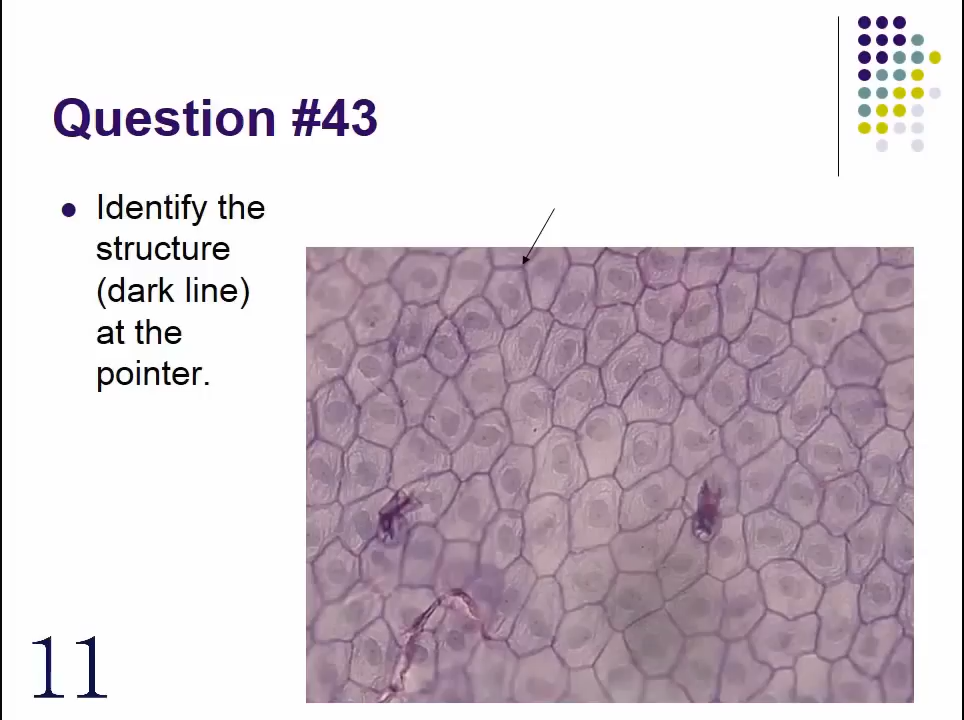 Question #43
Identify the
structure
(dark line)
at the
pointer.
11